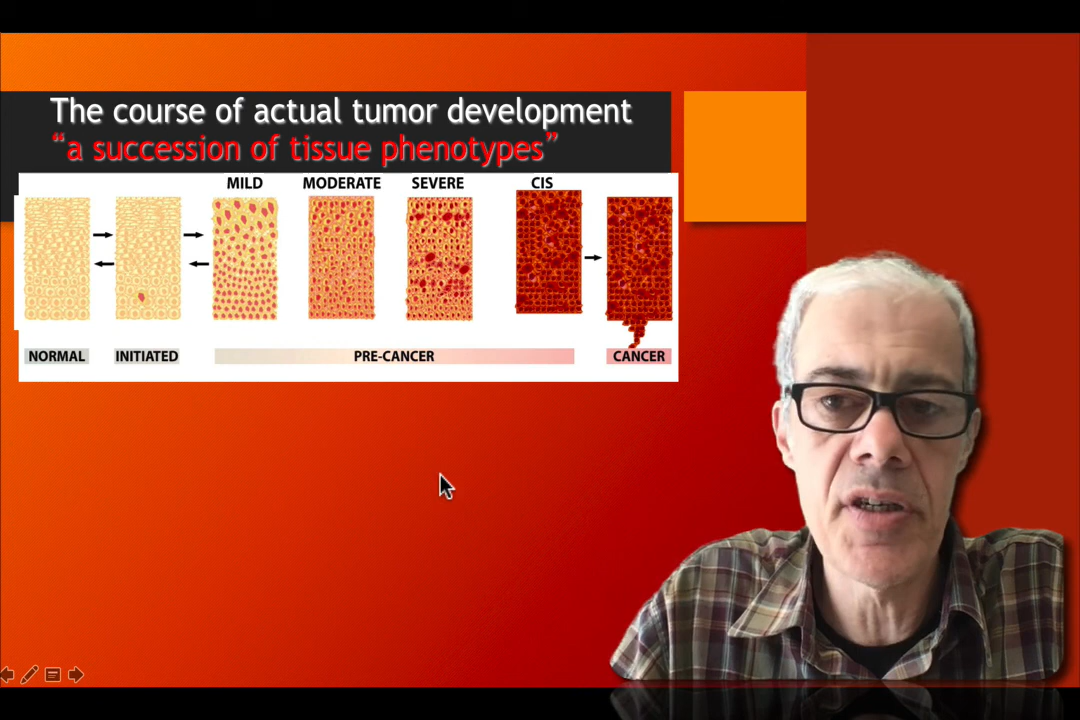 The course of actual tumor development
“a succession of tissue phenotypes”
MILD MODERATE SEVERE CIS
NORMAL INITIATED PRE-CANCER CANCER